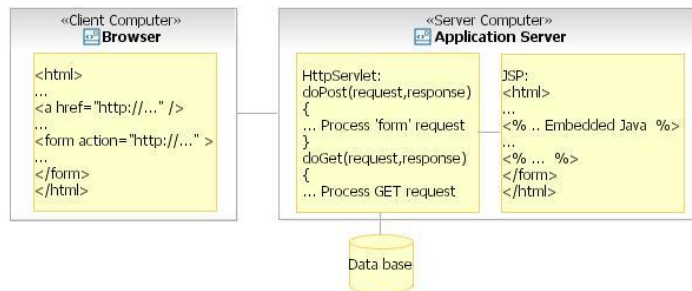 «Client Computer»
Browser
<html>
...
<a href="http://..." />
...
<form action="http://..." >
...
</form>
</html>
«Server Computer»
Application Server
HttpServlet:
doPost(request,response)
{
... Process 'form' request
}
doGet(request,response)
{
... Process GET request
JSP:
<html>
...
<% .. Embedded Java %>
...
<% ... %>
</form>
</html>
Data base